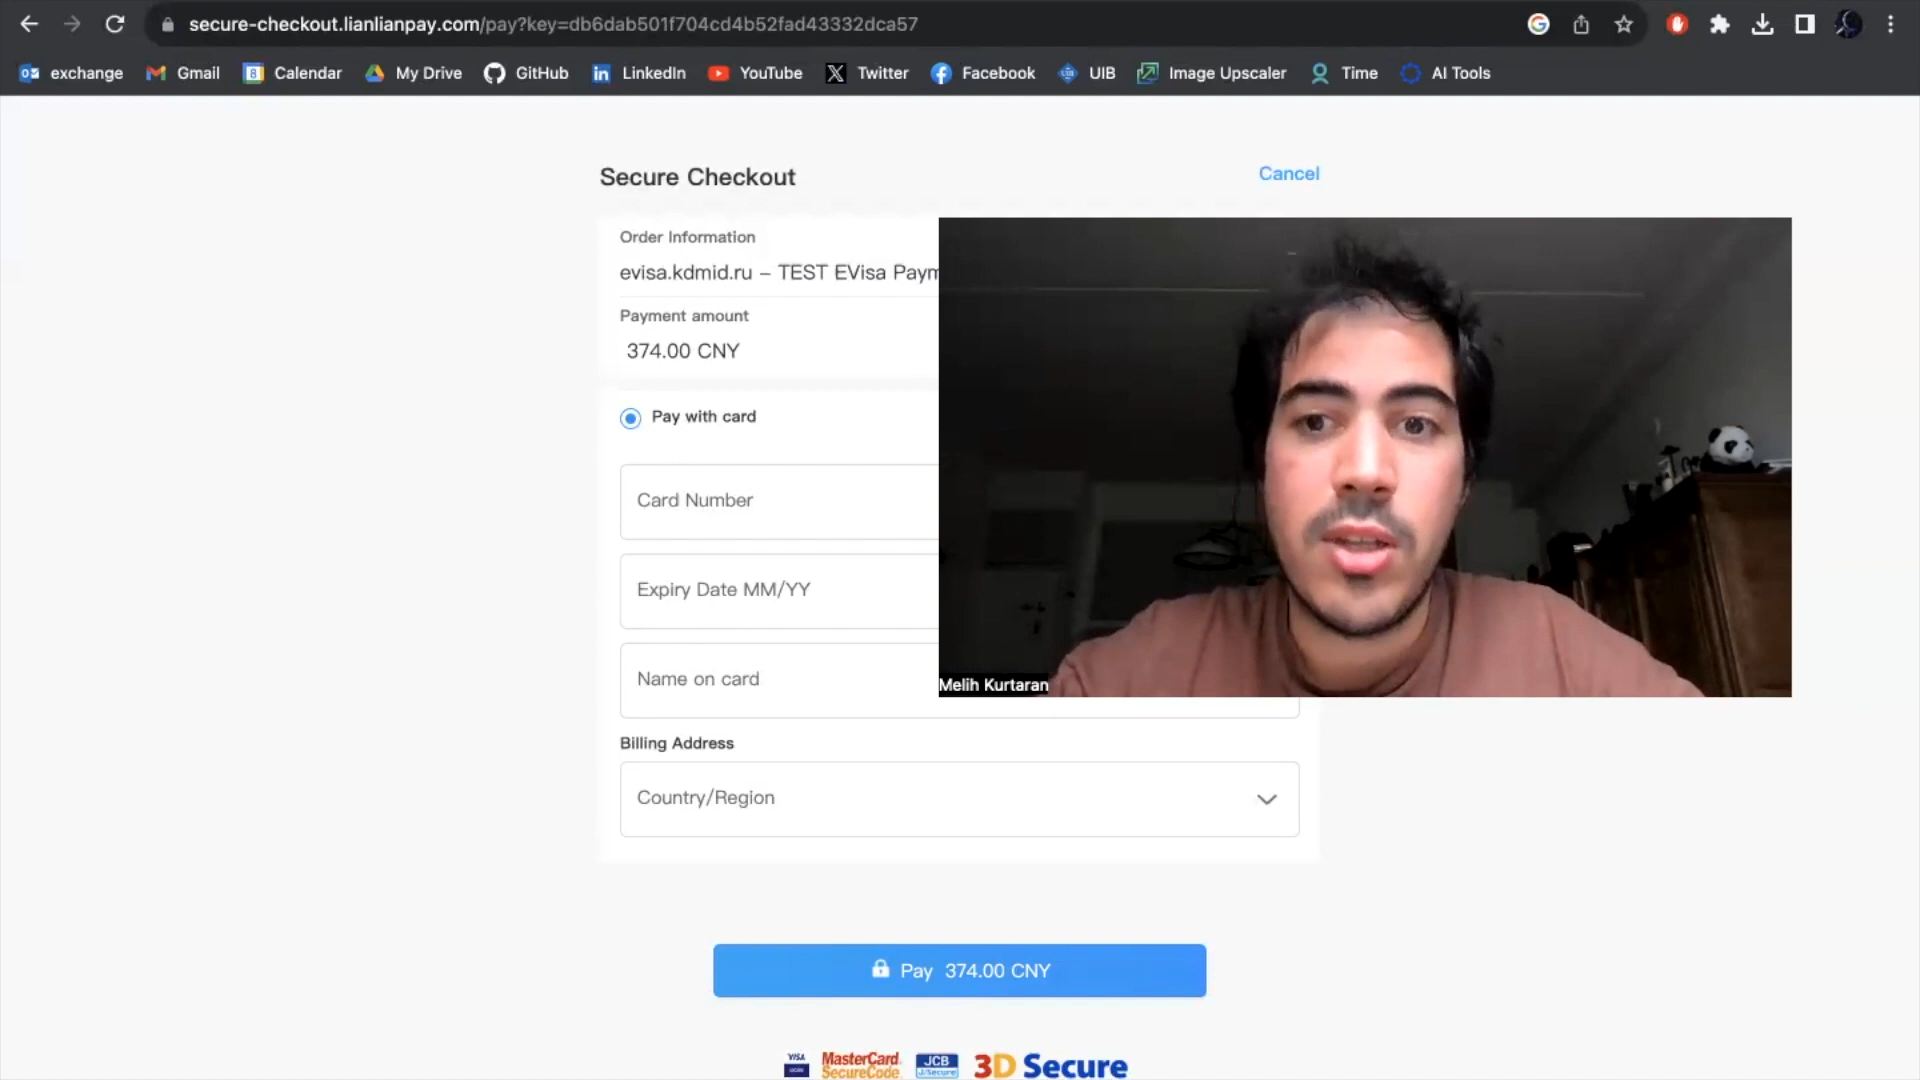 secure-checkout.lianlianpay.com/pay?key=db6dab501f704cd4b52fad43332dca57
exchange Gmail Calendar My Drive GitHub LinkedIn YouTube Twitter Facebook UIB Image Upscaler Time AI Tools
Secure Checkout Cancel
Order Information
evisa.kdmid.ru – TEST EVisa Paym
Payment amount
374.00 CNY
Pay with card
Card Number
Expiry Date MM/YY
Name on card
Melih Kurtaran
Billing Address
Country/Region
Pay 374.00 CNY
VISA MasterCard SecureCode JCB J/Secure 3D Secure